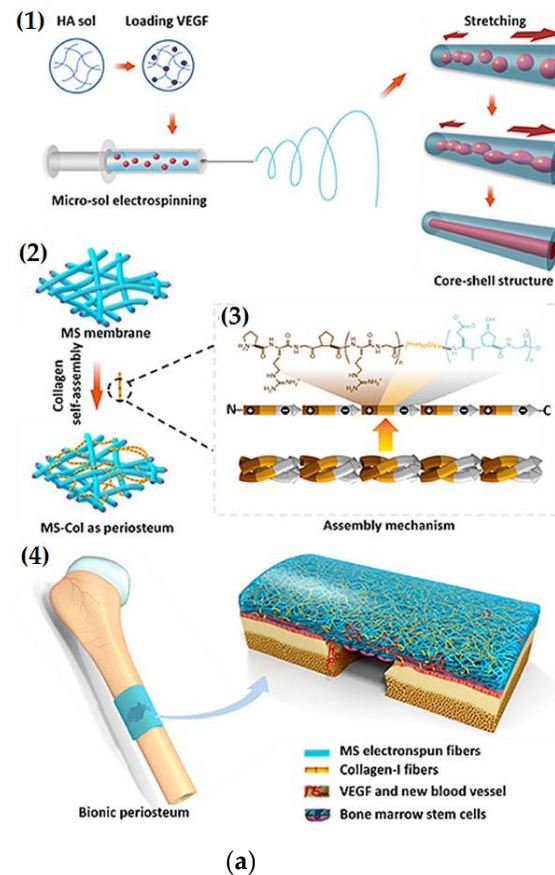 (1)
HA sol
Loading VEGF
Stretching
Micro-sol electrospinning
Core-shell structure
(2)
MS membrane
Collagen
self-assembly
MS-Col as periosteum
(3)
N
C
Assembly mechanism
(4)
Bionic periosteum
MS electronspun fibers
Collagen-I fibers
VEGF and new blood vessel
Bone marrow stem cells
(a)